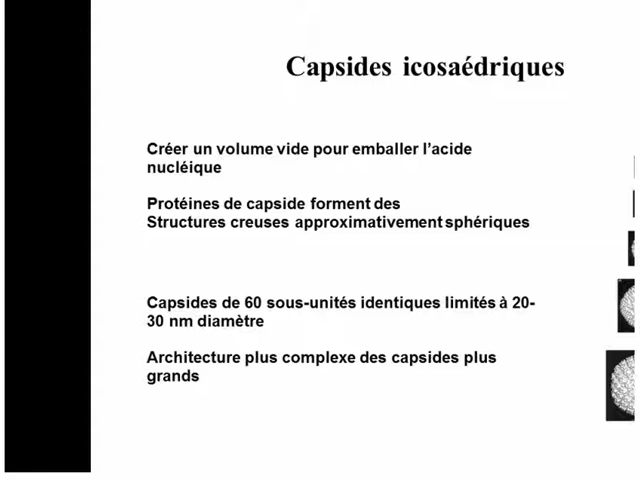 Capsides icosaédriques
Créer un volume vide pour emballer l’acide
nucléique
Protéines de capside forment des
Structures creuses approximativement sphériques
Capsides de 60 sous-unités identiques limités à 20-
30 nm diamètre
Architecture plus complexe des capsides plus
grands